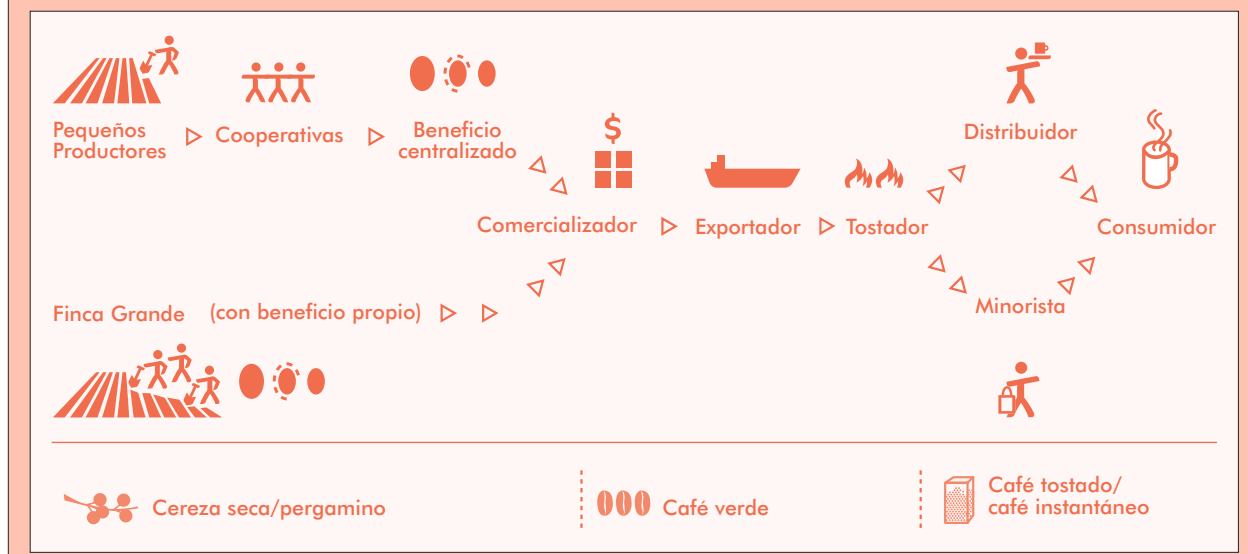 $
Pequeños
Productores
Cooperativas
Beneficio
centralizado
Distribuidor
Comercializador
Exportador
Tostador
Consumidor
Minorista
Finca Grande (con beneficio propio)
Cereza seca/pergamino
Café verde
Café tostado/
café instantáneo